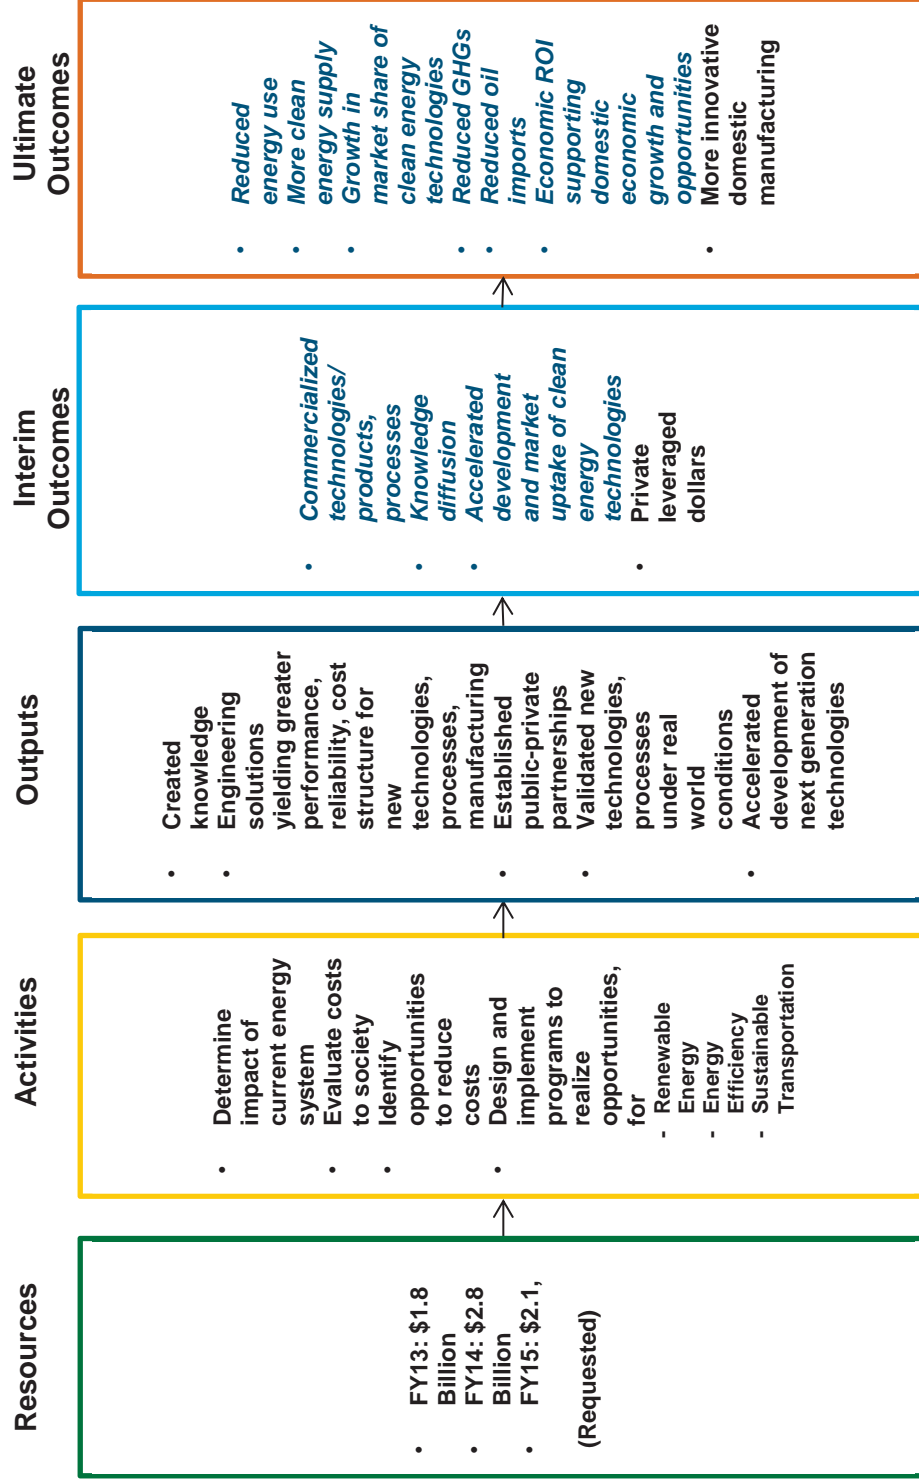 Resources
• FY13: $1.8
Billion
• FY14: $2.8
Billion
• FY15: $2.1,
(Requested)
Activities
• Determine
impact of
current energy
system
• Evaluate costs
to society
• Identify
opportunities
to reduce
costs
• Design and
implement
programs to
realize
opportunities,
for
- Renewable
Energy
- Energy
Efficiency
- Sustainable
Transportation
Outputs
• Created
knowledge
• Engineering
solutions
yielding greater
performance,
reliability, cost
structure for
new
technologies,
processes,
manufacturing
• Established
public-private
partnerships
• Validated new
technologies,
processes
under real
world
conditions
• Accelerated
development of
next generation
technologies
Interim
Outcomes
• Commercialized
technologies/
products,
processes
• Knowledge
diffusion
• Accelerated
development
and market
uptake of clean
energy
technologies
• Private
leveraged
dollars
Ultimate
Outcomes
• Reduced
energy use
• More clean
energy supply
• Growth in
market share of
clean energy
technologies
• Reduced GHGs
• Reduced oil
imports
• Economic ROI
supporting
domestic
economic
growth and
opportunities
• More innovative
domestic
manufacturing